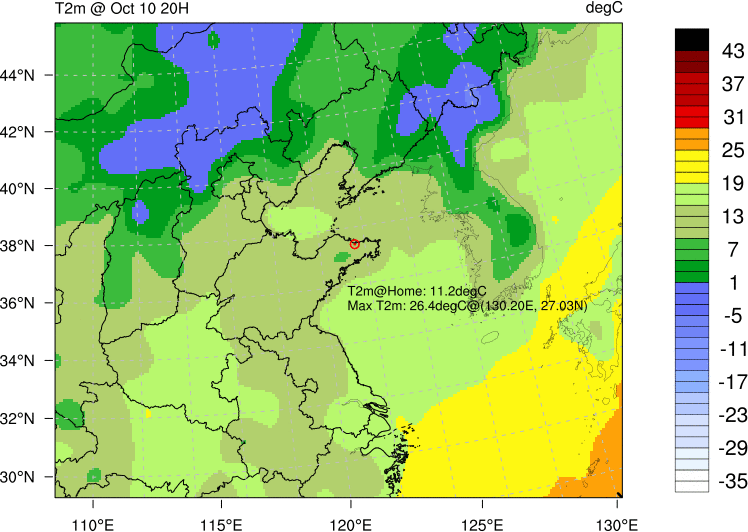 T2m @ Oct 10 20H degC
43
44°N
37
31
42°N
25
40°N
19
13
38°N
7
T2m@Home: 11.2degC
1
36°N
Max T2m: 26.4degC@(130.20E, 27.03N)
-5
-11
34°N
-17
32°N
-23
-29
30°N
-35
110°E 115°E 120°E 125°E 130°E